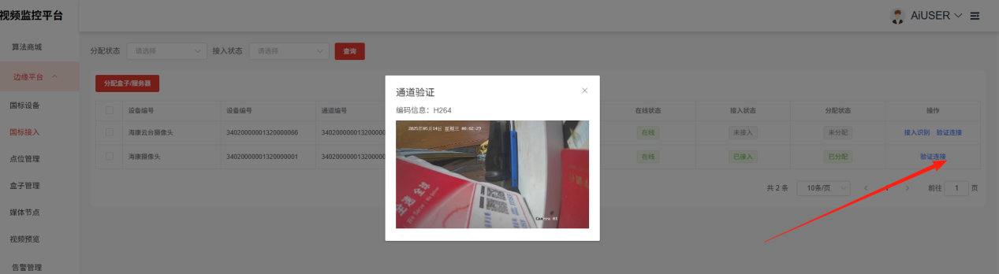 视频监控平台
AiUSER
算法商城
边缘平台
国标设备
国标接入
点位管理
盒子管理
媒体节点
视频预览
告警管理
分配状态 请选择 接入状态 请选择 查询
分配盒子/服务器
设备编号 设备编号 通道编号 在线状态 接入状态 分配状态 操作
海康云台摄像头 34020000001320000066 3402000000132000 在线 未接入 未分配 接入识别 验证连接
海康摄像头 34020000001320000001 3402000000132000 在线 已接入 已分配 验证连接
共 2 条 10条/页 前往 1 页
通道验证
编码信息：H264
2025年05月14日 星期三 00:02:29
全速 全球
We Serve
Camera 01